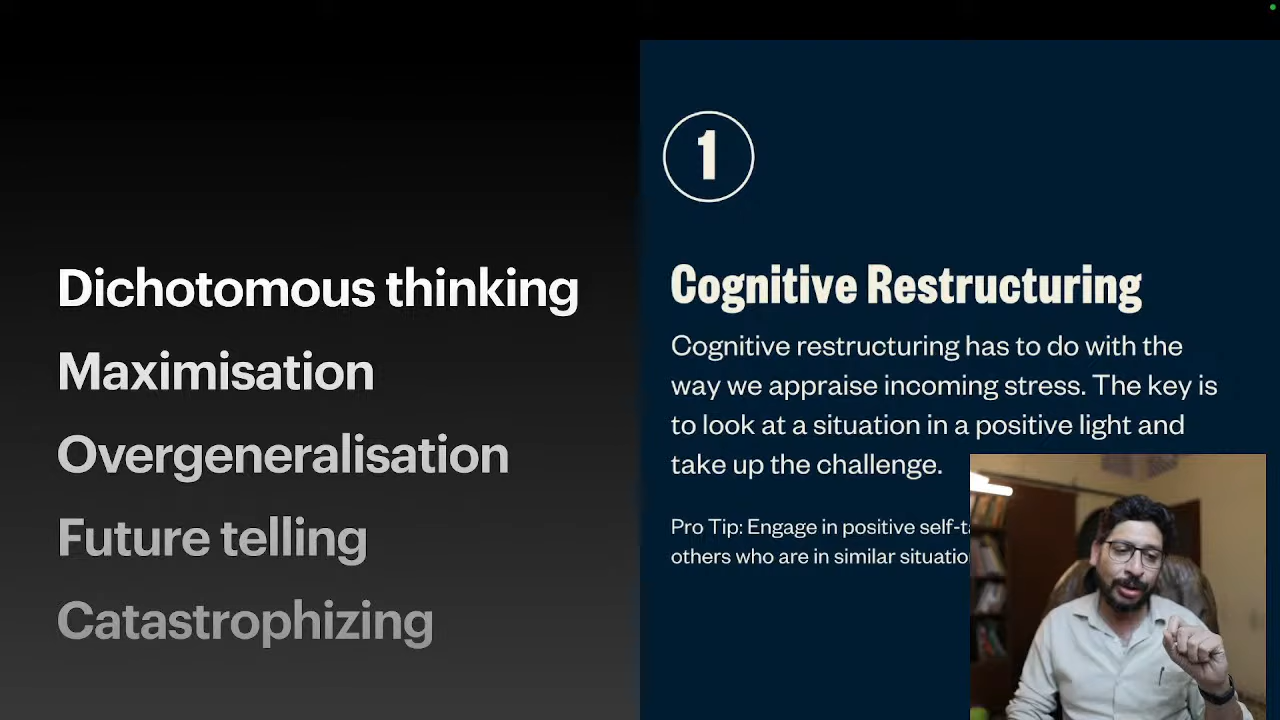 Dichotomous thinking
Maximisation
Overgeneralisation
Future telling
Catastrophizing
1
Cognitive Restructuring
Cognitive restructuring has to do with the
way we appraise incoming stress. The key is
to look at a situation in a positive light and
take up the challenge.
Pro Tip: Engage in positive
others who are in similar